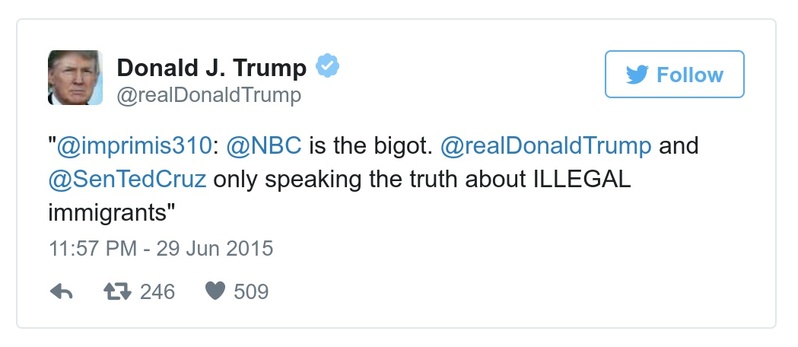 Donald J. Trump
@realDonaldTrump
Follow
"@imprimis310: @NBC is the bigot. @realDonaldTrump and
@SenTedCruz only speaking the truth about ILLEGAL
immigrants"
11:57 PM - 29 Jun 2015
246 509